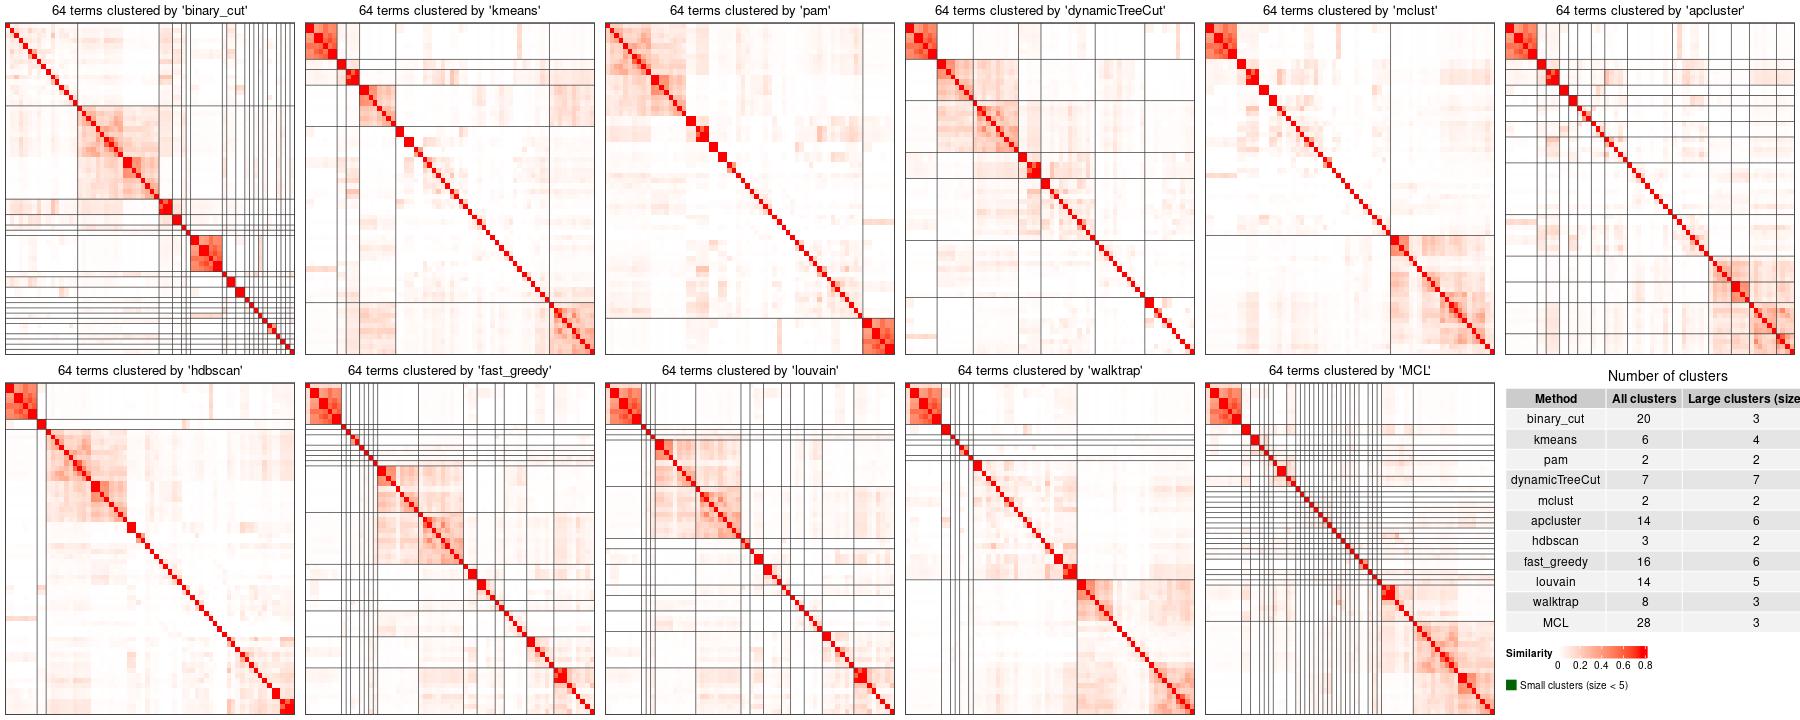 64 terms clustered by 'binary_cut'
64 terms clustered by 'kmeans'
64 terms clustered by 'pam'
64 terms clustered by 'dynamicTreeCut'
64 terms clustered by 'mclust'
64 terms clustered by 'apcluster'
64 terms clustered by 'hdbscan'
64 terms clustered by 'fast_greedy'
64 terms clustered by 'louvain'
64 terms clustered by 'walktrap'
64 terms clustered by 'MCL'
Number of clusters
Method All clusters Large clusters (size
binary_cut 20 3
kmeans 6 4
pam 2 2
dynamicTreeCut 7 7
mclust 2 2
apcluster 14 6
hdbscan 3 2
fast_greedy 16 6
louvain 14 5
walktrap 8 3
MCL 28 3
Similarity
0 0.2 0.4 0.6 0.8
Small clusters (size < 5)